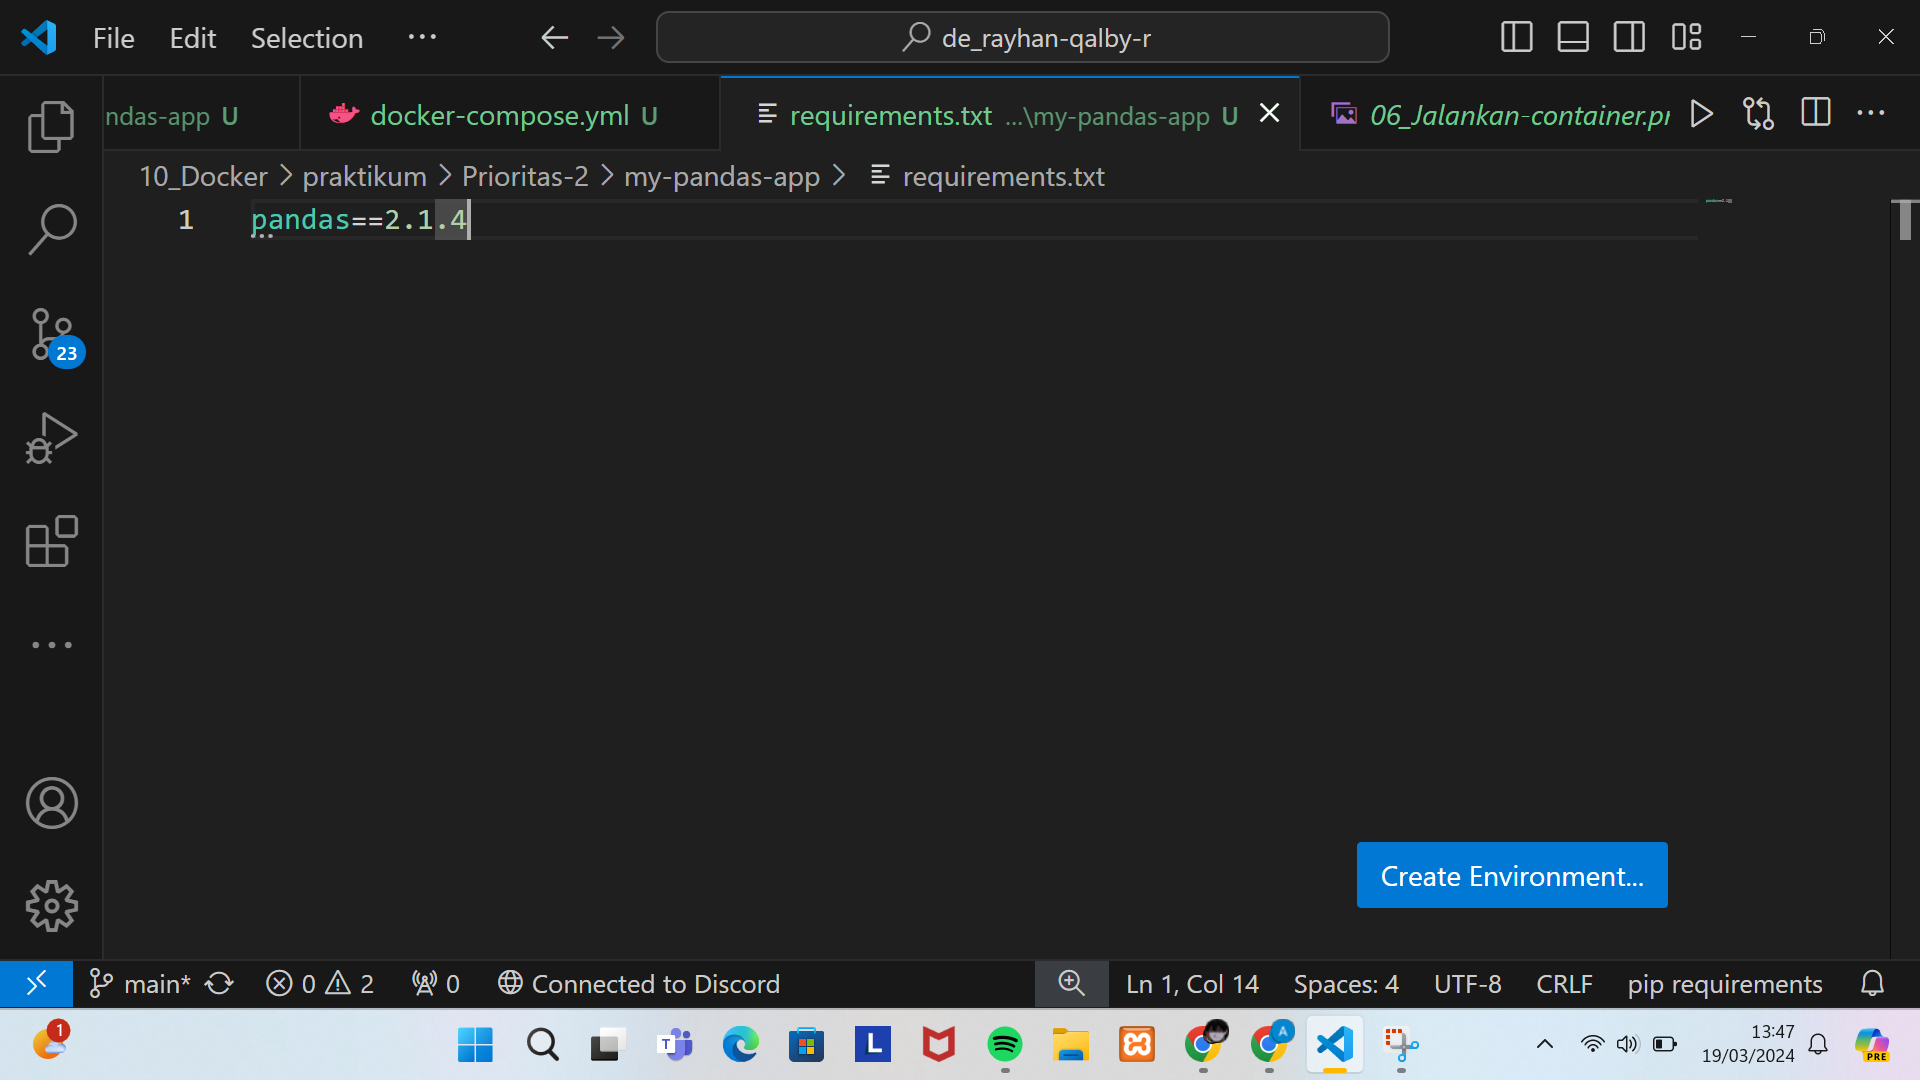 File Edit Selection ... de_rayhan-qalby-r
ndas-app U docker-compose.yml U requirements.txt ...\my-pandas-app U 06_Jalankan-container.pr
10_Docker > praktikum > Prioritas-2 > my-pandas-app > requirements.txt
1 pandas==2.1.4
23
Create Environment...
main* 0 2 0 Connected to Discord Ln 1, Col 14 Spaces: 4 UTF-8 CRLF pip requirements
1 T L A 13:47 PRE
19/03/2024